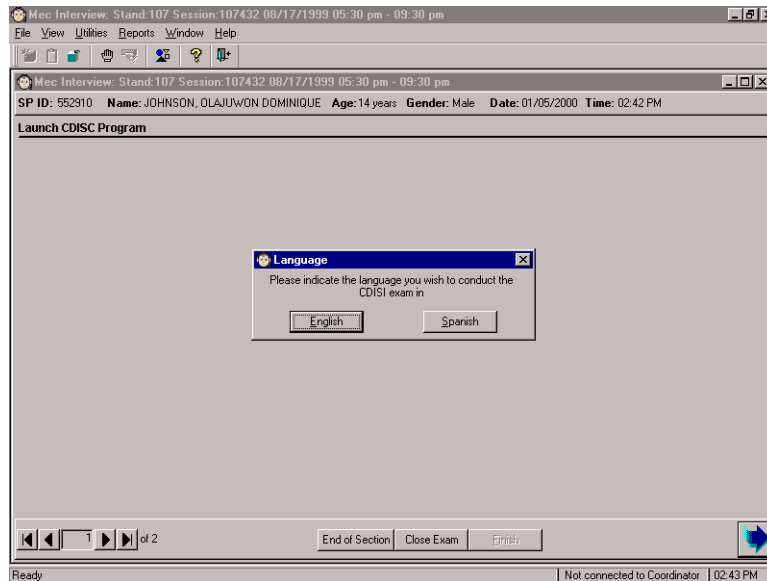 Mec Interview: Stand:107 Session:107432 08/17/1999 05:30 pm - 09:30 pm
File View Utilities Reports Window Help
Mec Interview: Stand:107 Session:107432 08/17/1999 05:30 pm - 09:30 pm
SP ID: 552910 Name: JOHNSON, OLAJUWON DOMINIQUE Age: 14 years Gender: Male Date: 01/05/2000 Time: 02:42 PM
Launch CDISC Program
Language
Please indicate the language you wish to conduct the
CDISI exam in
English Spanish
1 of 2 End of Section Close Exam Finish
Ready Not connected to Coordinator 02:43 PM